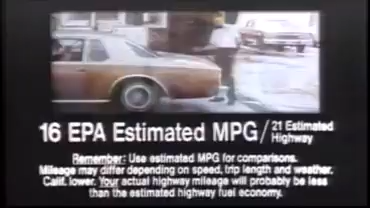 16 EPA Estimated MPG/21 Estimated Highway
Remember: Use estimated MPG for comparisons.
Mileage may differ depending on speed, trip length and weather.
Calif. lower. Your actual highway mileage will probably be less
than the estimated highway fuel economy.